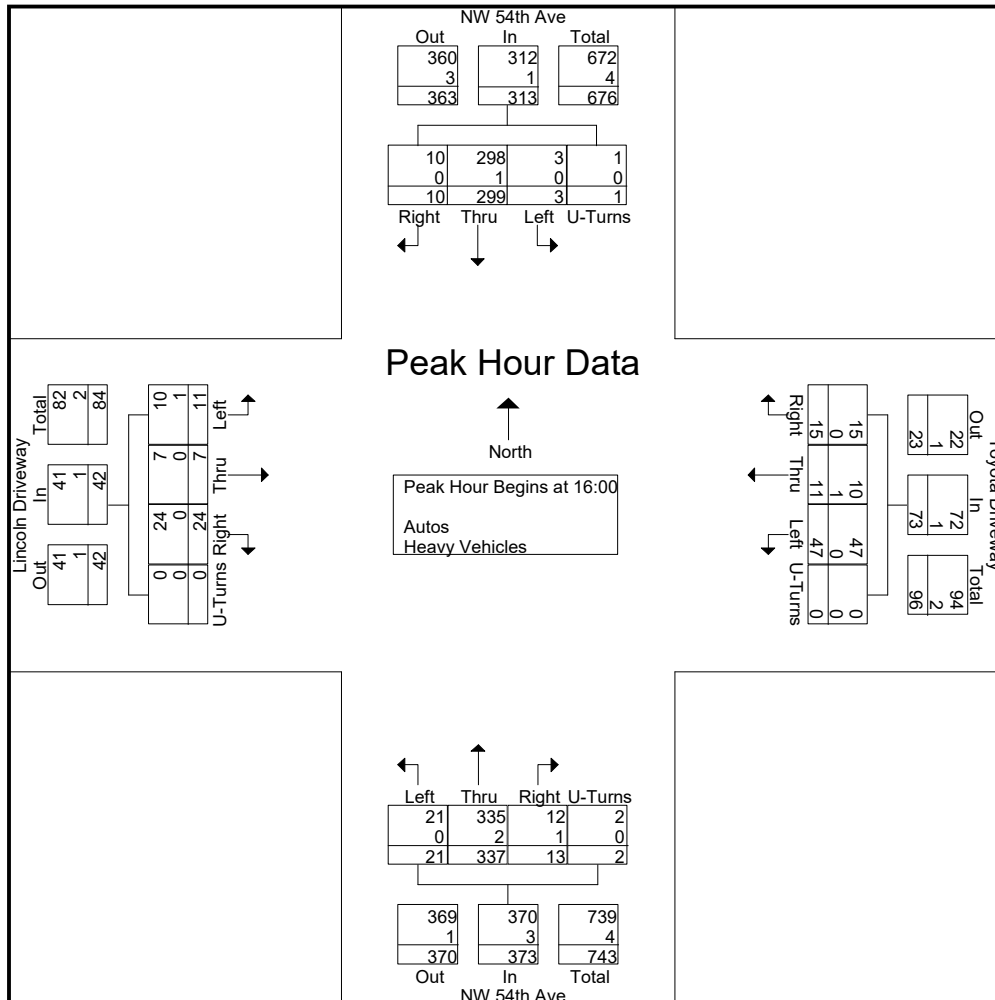 NW 54th Ave
Out In Total
360 312 672
3 1 4
363 313 676
10 298 3 1
0 1 0 0
10 299 3 1
Right Thru Left U-Turns
Peak Hour Data
North
Peak Hour Begins at 16:00
Autos
Heavy Vehicles
Lincoln Driveway
Out In Total
41 41 82
1 1 2
42 42 84
0 24 7 10
0 0 0 1
0 24 7 11
U-Turns Right Thru Left
Toyota Driveway
Out In Total
22 72 94
1 1 2
23 73 96
15 10 47 0
0 1 0 0
15 11 47 0
Right Thru Left U-Turns
Left Thru Right U-Turns
21 335 12 2
0 2 1 0
21 337 13 2
369 370 739
1 3 4
370 373 743
Out In Total
NW 54th Ave